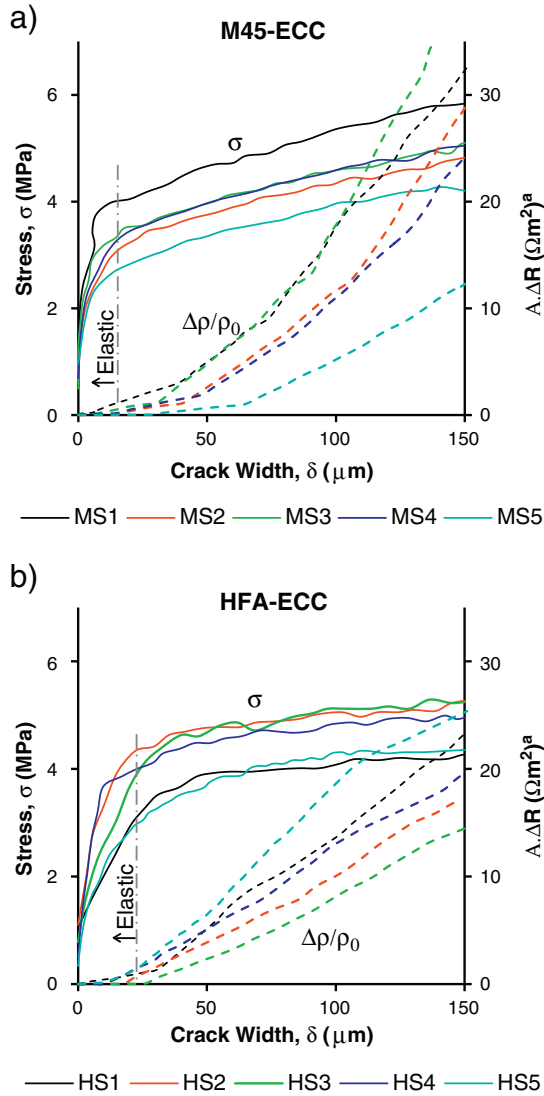 a)
M45-ECC
6
4
2
0
Stress, σ (MPa)
σ
Δρ/ρ0
↑Elastic
30
20
10
0
A.ΔR (Ωm²)ᵃ
0
50
100
150
Crack Width, δ (μm)
MS1 MS2 MS3 MS4 MS5
b)
HFA-ECC
6
4
2
0
Stress, σ (MPa)
σ
Δρ/ρ0
↑Elastic
30
20
10
0
A.ΔR (Ωm²)ᵃ
0
50
100
150
Crack Width, δ (μm)
HS1 HS2 HS3 HS4 HS5